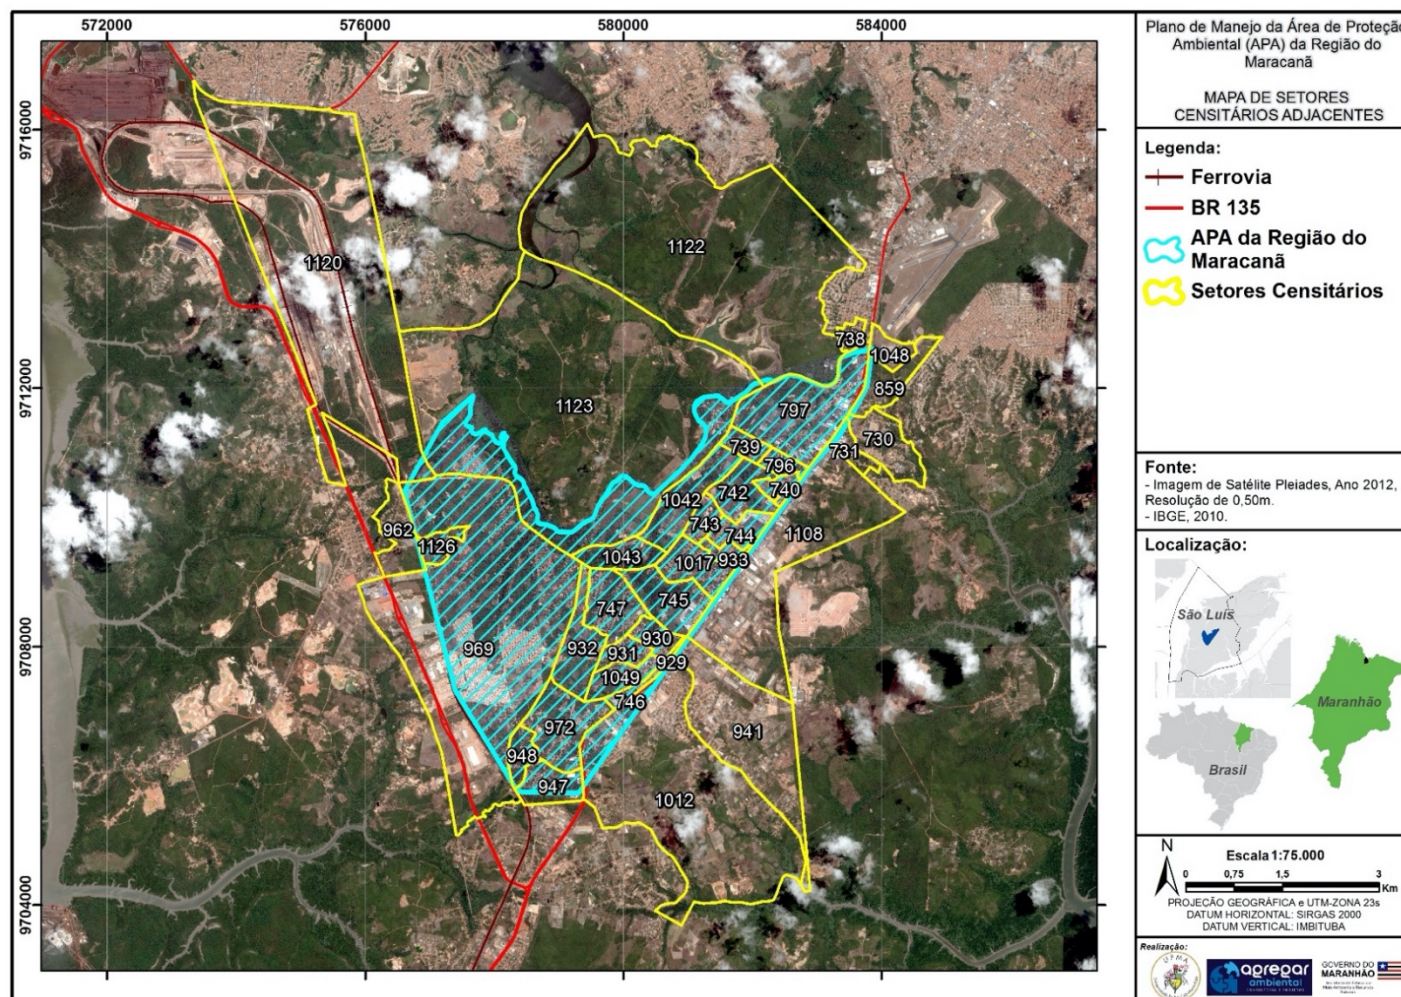 572000
576000
580000
584000
9716000
9712000
9708000
9704000
1120
1122
1123
738
1048
859
797
730
731
739
796
742
740
1042
743
744
1108
962
1126
1043
1017
933
747
745
969
932
930
931
929
1049
746
972
941
948
947
1012
Plano de Manejo da Área de Proteção
Ambiental (APA) da Região do
Maracanã
MAPA DE SETORES
CENSITÁRIOS ADJACENTES
Legenda:
Ferrovia
BR 135
APA da Região do
Maracanã
Setores Censitários
Fonte:
- Imagem de Satélite Pleiades, Ano 2012,
Resolução de 0,50m.
- IBGE, 2010.
Localização:
São Luís
Maranhão
Brasil
N
Escala 1:75.000
0 0,75 1,5 3
Km
PROJEÇÃO GEOGRÁFICA e UTM-ZONA 23s
DATUM HORIZONTAL: SIRGAS 2000
DATUM VERTICAL: IMBITUBA
Realização:
UFMA
agregar
ambiental
GOVERNO DO
MARANHÃO